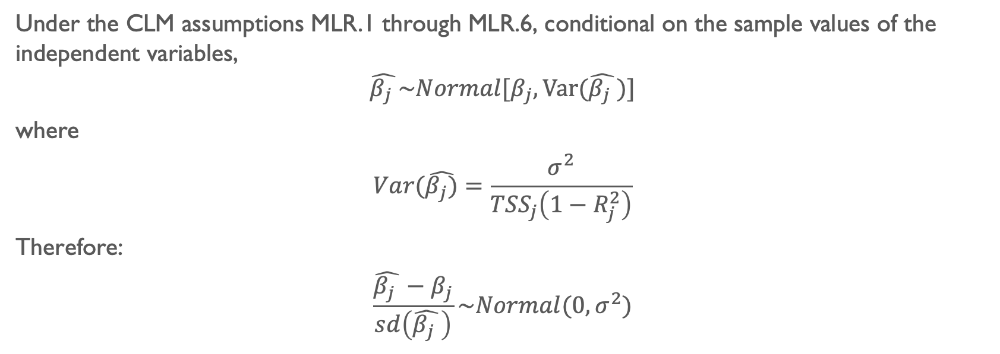 Under the CLM assumptions MLR.1 through MLR.6, conditional on the sample values of the
independent variables,
$\widehat{\beta_j} \sim Normal[\beta_j, \mathrm{Var}(\widehat{\beta_j})]$
where
$Var(\widehat{\beta_j}) = \frac{\sigma^2}{TSS_j(1 - R_j^2)}$
Therefore:
$\frac{\widehat{\beta_j} - \beta_j}{sd(\widehat{\beta_j})} \sim Normal(0, \sigma^2)$